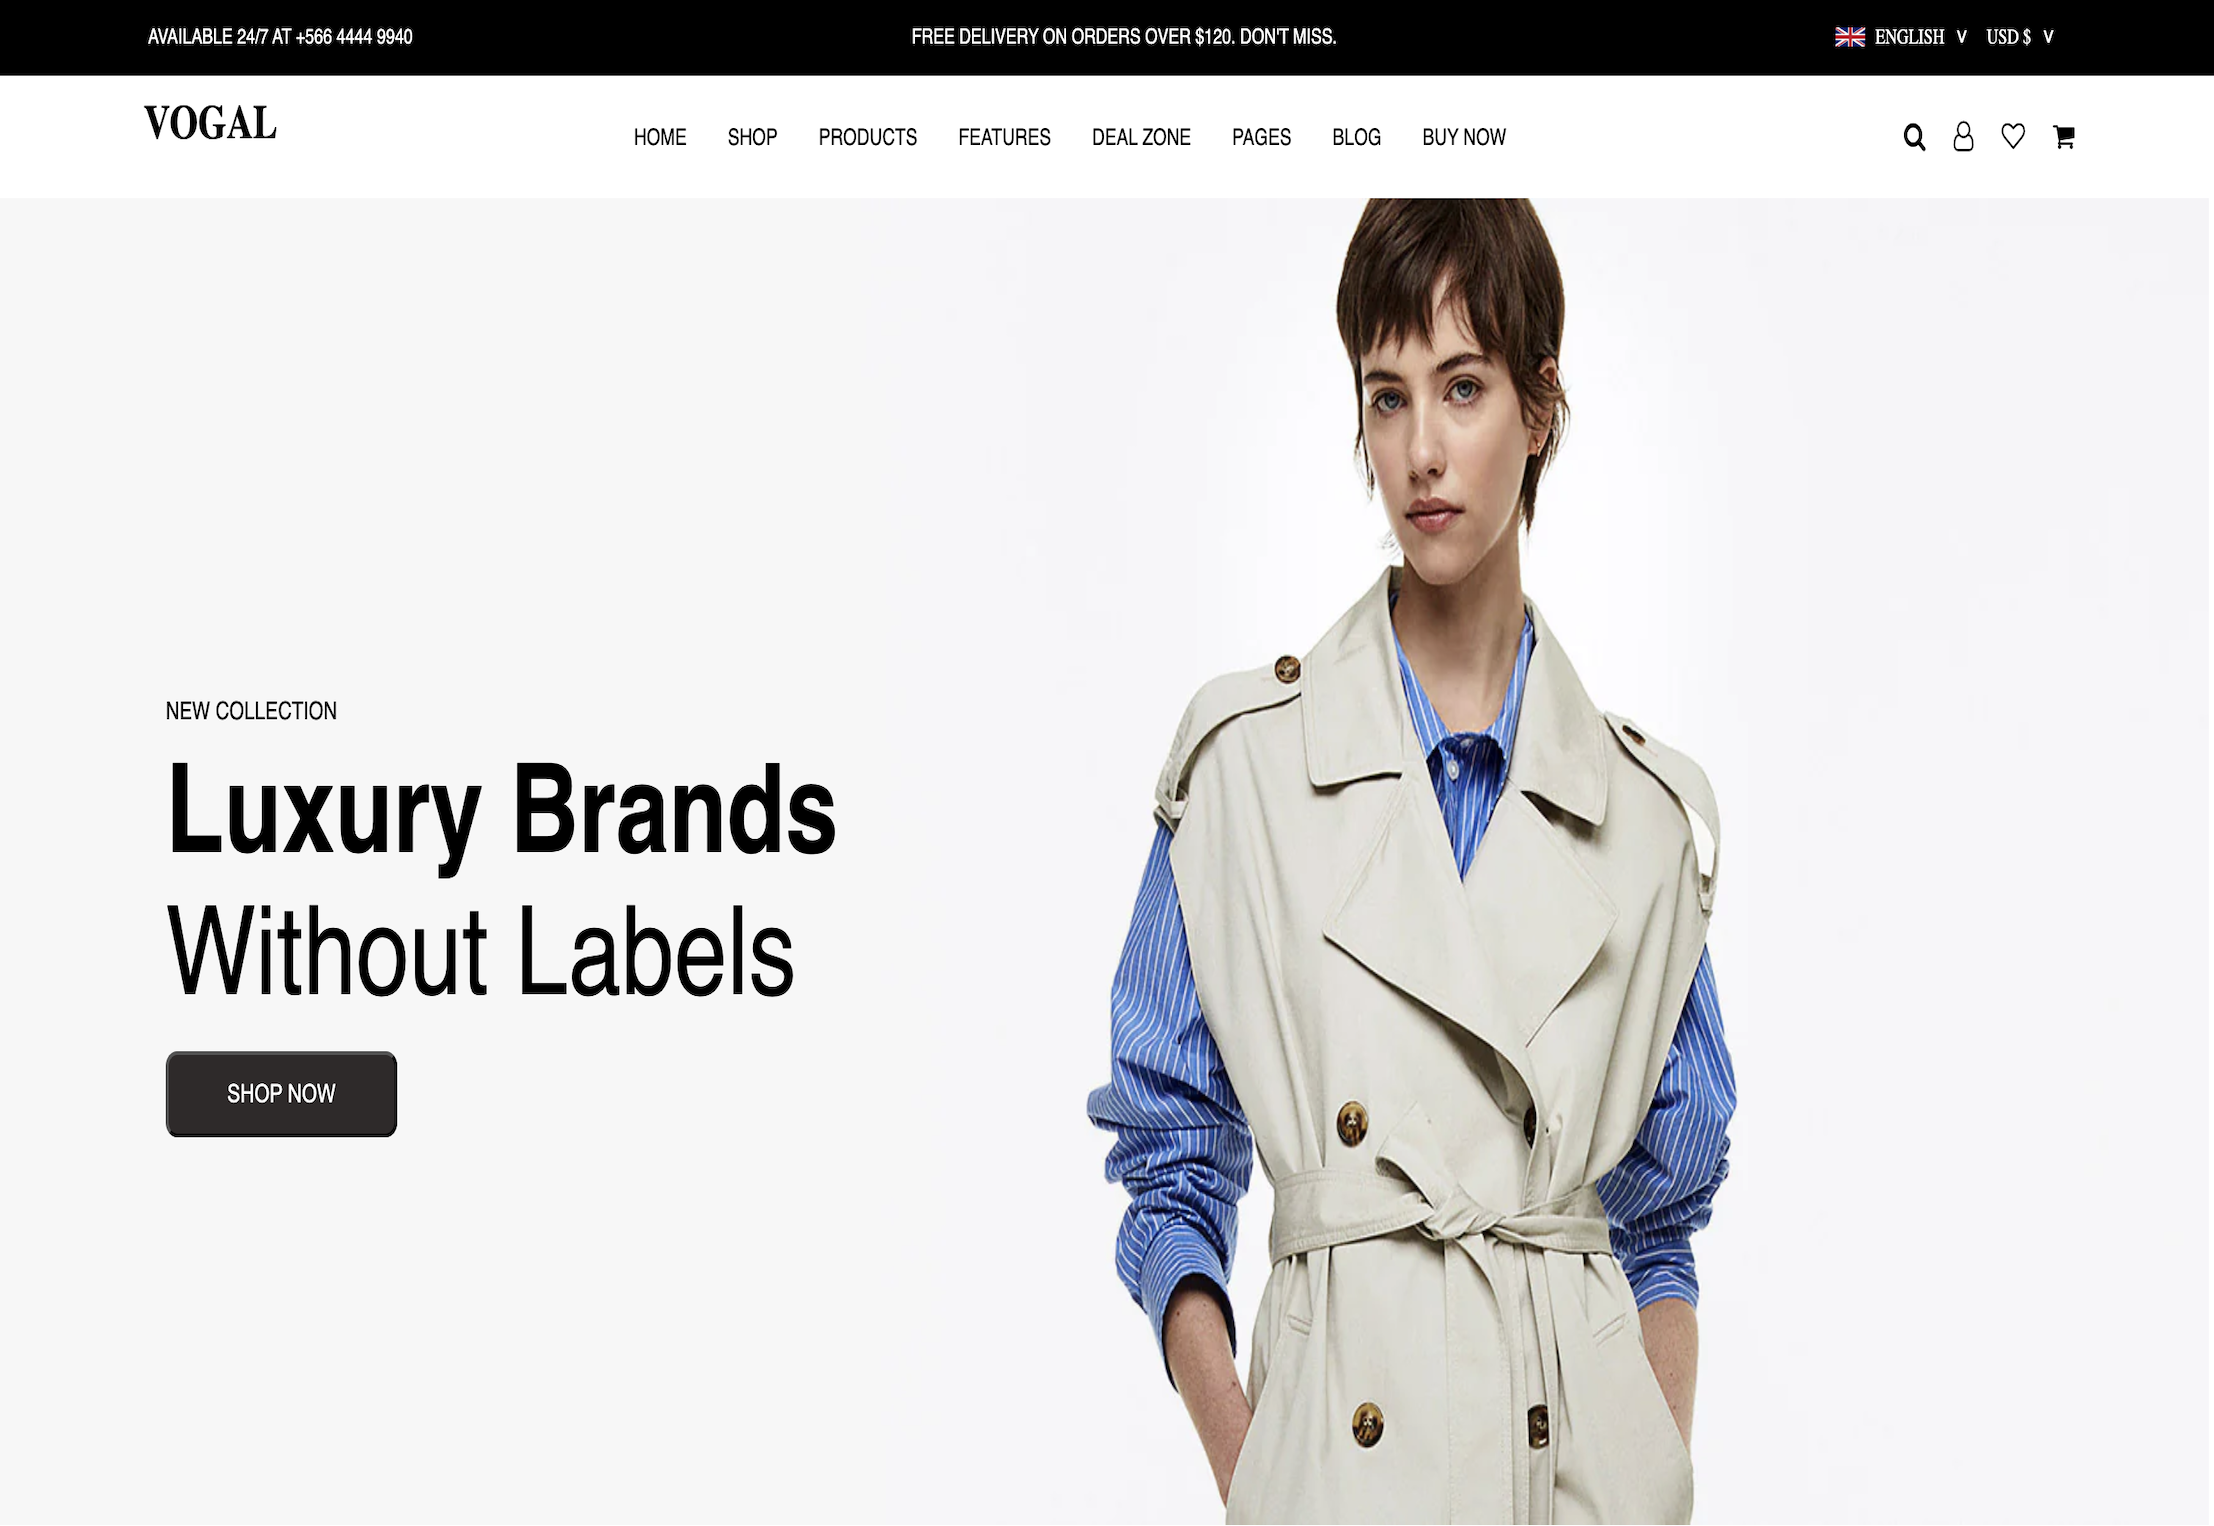 AVAILABLE 24/7 AT +566 4444 9940
FREE DELIVERY ON ORDERS OVER $120. DON'T MISS.
ENGLISH V USD $ V
VOGAL
HOME SHOP PRODUCTS FEATURES DEAL ZONE PAGES BLOG BUY NOW
NEW COLLECTION
Luxury Brands
Without Labels
SHOP NOW